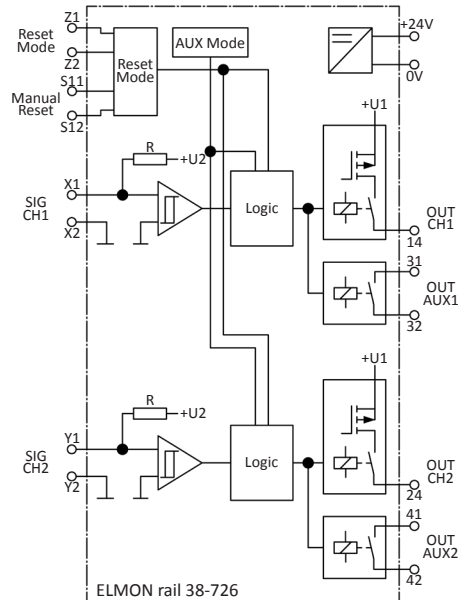 Z1
Reset
Mode
Z2
S11
Manual
Reset
S12
Reset
Mode
AUX Mode
+24V
0V
+U1
R
+U2
X1
SIG
CH1
X2
Logic
OUT
CH1
14
31
OUT
AUX1
32
+U1
R
+U2
Y1
SIG
CH2
Y2
Logic
OUT
CH2
24
41
OUT
AUX2
42
ELMON rail 38-726